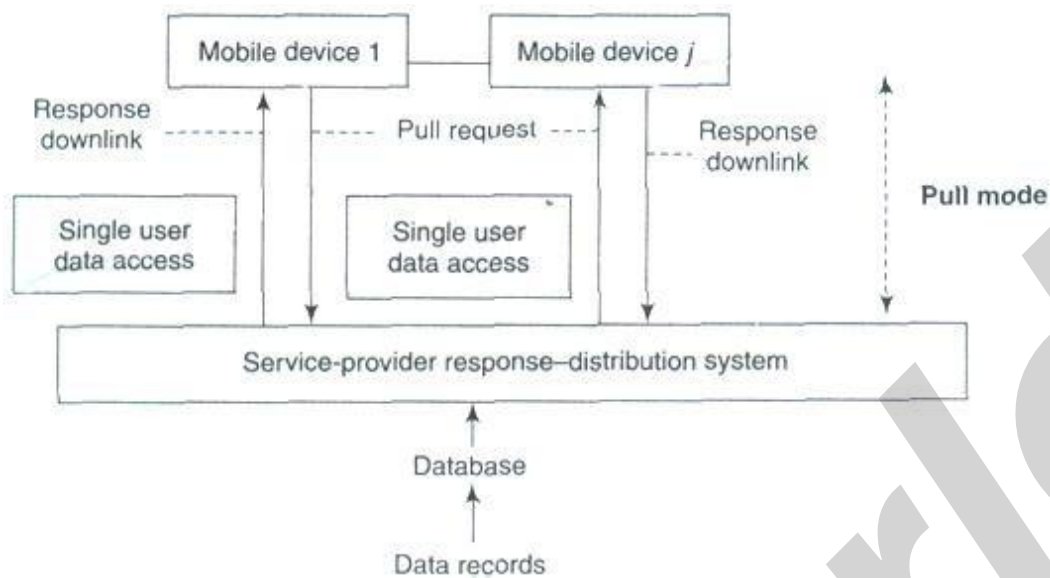 Mobile device 1
Mobile device j
Response
downlink
Pull request
Response
downlink
Pull mode
Single user
data access
Single user
data access
Service-provider response–distribution system
Database
Data records